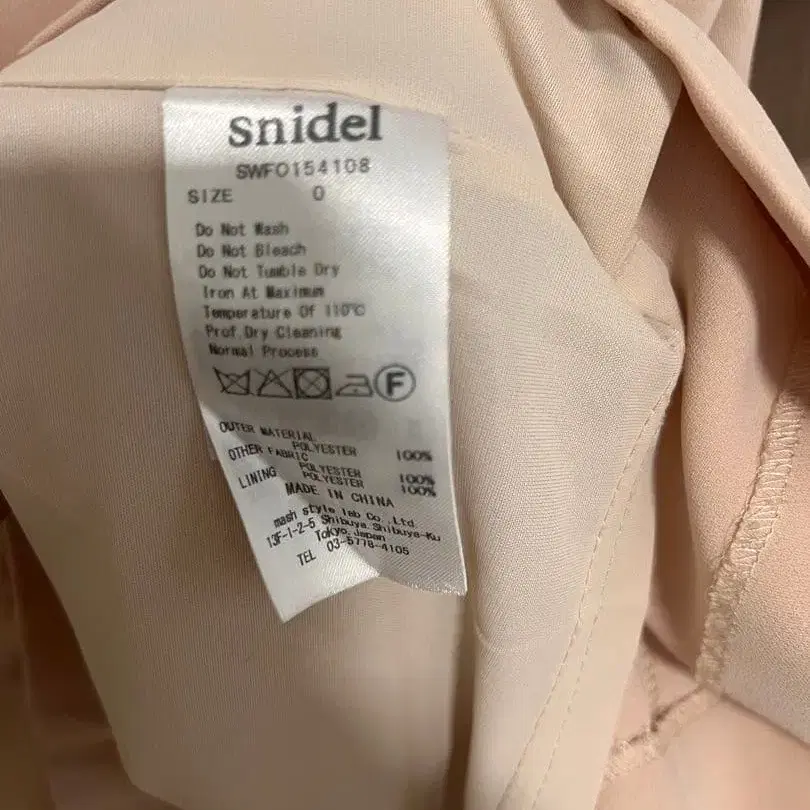 snidel
SWFO154108
SIZE 0
Do Not Wash
Do Not Bleach
Do Not Tumble Dry
Iron At Maximum
Temperature Of 110℃
Prof.Dry Cleaning
Normal Process
F
OUTER MATERIAL
POLYESTER 100%
OTHER FABRIC
POLYESTER 100%
LINING POLYESTER 100%
MADE IN CHINA
mash style lab Co.,Ltd.
13F-1-2-5 Shibuya Shibuya-Ku
Tokyo.Japan
TEL 03-5778-4105